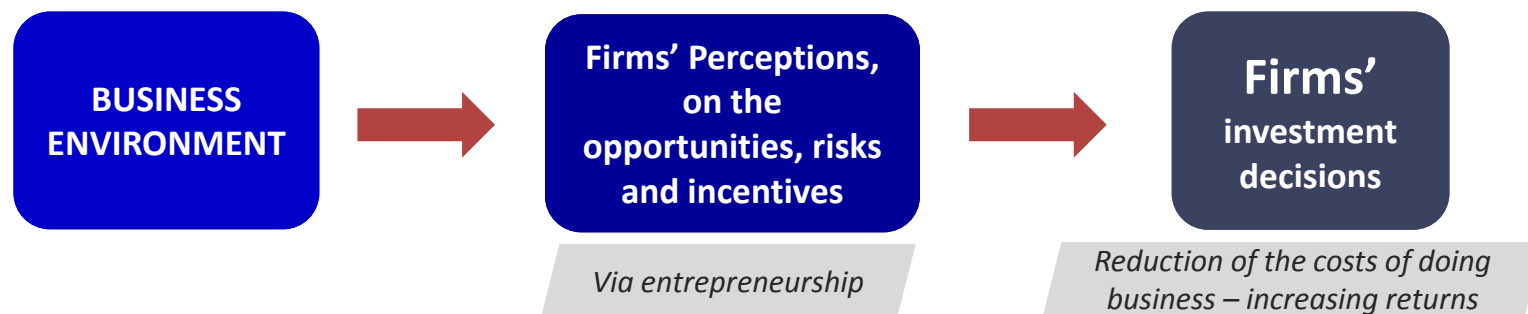 BUSINESS
ENVIRONMENT
Firms’ Perceptions,
on the
opportunities, risks
and incentives
Via entrepreneurship
Firms’
investment
decisions
Reduction of the costs of doing
business – increasing returns